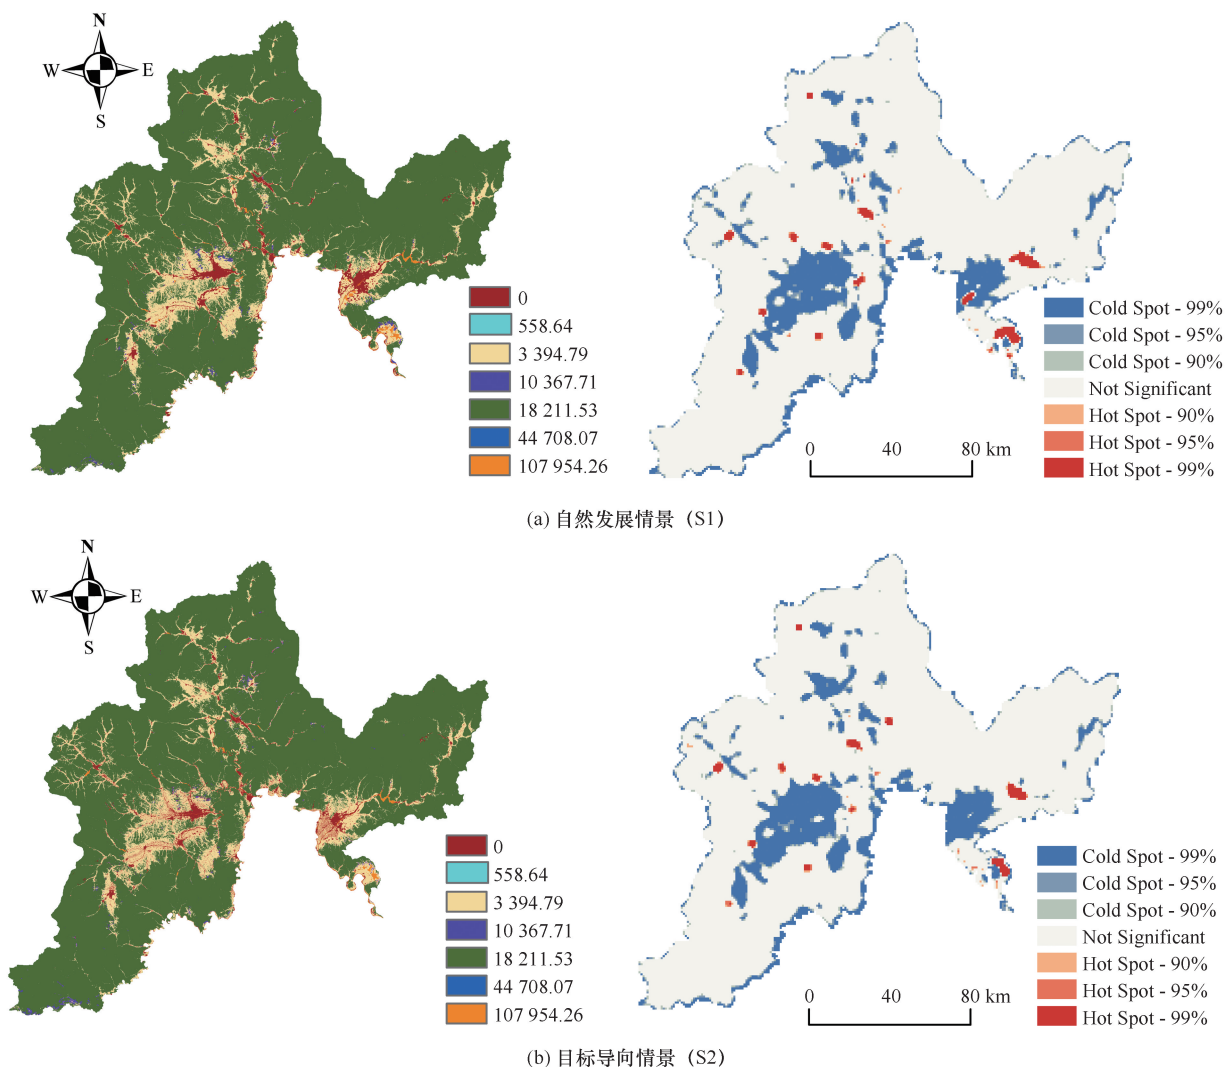 N
W E
S
0
558.64
3 394.79
10 367.71
18 211.53
44 708.07
107 954.26
Cold Spot - 99%
Cold Spot - 95%
Cold Spot - 90%
Not Significant
Hot Spot - 90%
Hot Spot - 95%
Hot Spot - 99%
0 40 80 km
(a) 自然发展情景（S1）
N
W E
S
0
558.64
3 394.79
10 367.71
18 211.53
44 708.07
107 954.26
Cold Spot - 99%
Cold Spot - 95%
Cold Spot - 90%
Not Significant
Hot Spot - 90%
Hot Spot - 95%
Hot Spot - 99%
0 40 80 km
(b) 目标导向情景（S2）